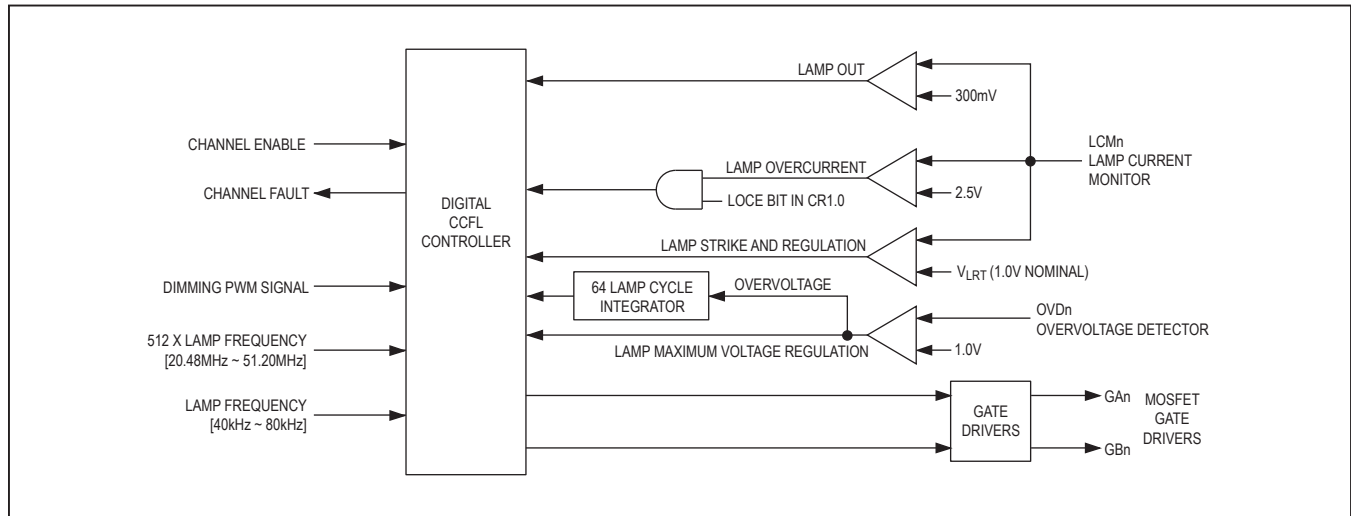 LAMP OUT
300mV
CHANNEL ENABLE
LCMn
LAMP CURRENT
MONITOR
LAMP OVERCURRENT
CHANNEL FAULT
2.5V
LOCE BIT IN CR1.0
DIGITAL
CCFL
CONTROLLER
LAMP STRIKE AND REGULATION
VLRT (1.0V NOMINAL)
DIMMING PWM SIGNAL
64 LAMP CYCLE
INTEGRATOR
OVERVOLTAGE
OVDn
OVERVOLTAGE DETECTOR
512 X LAMP FREQUENCY
[20.48MHz ~ 51.20MHz]
LAMP MAXIMUM VOLTAGE REGULATION
1.0V
LAMP FREQUENCY
[40kHz ~ 80kHz]
GATE
DRIVERS
GAn
GBn
MOSFET
GATE
DRIVERS